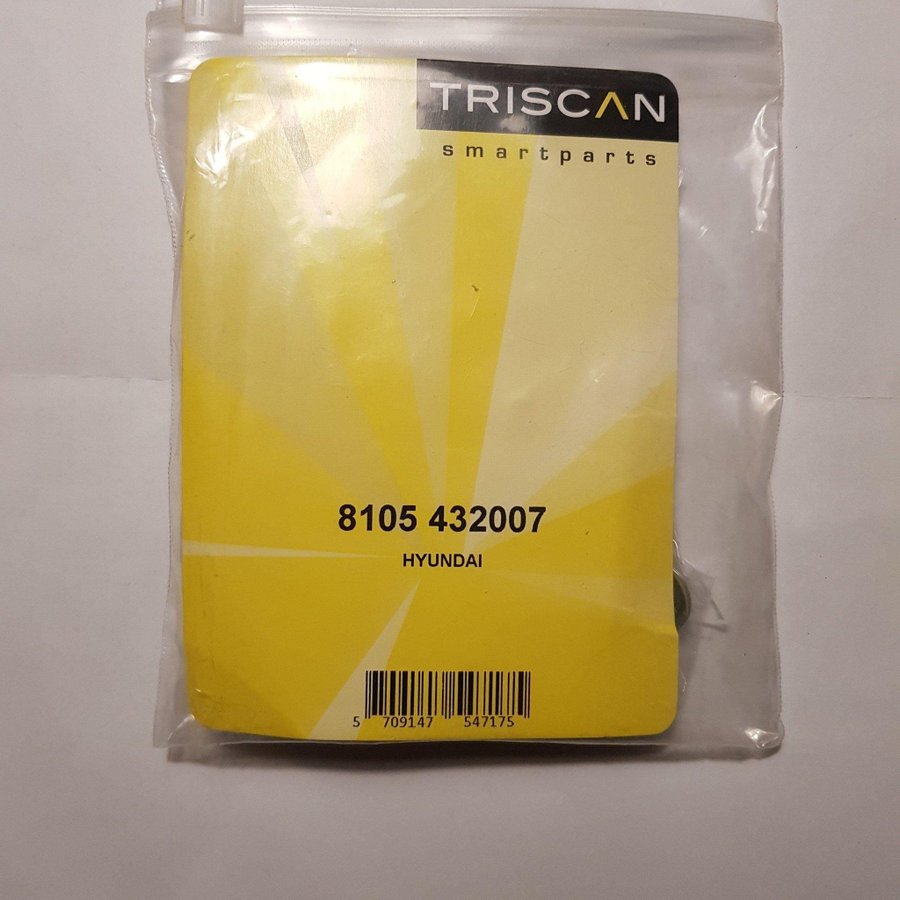 TRISCAN
smartparts
8105 432007
HYUNDAI
5 709147 547175